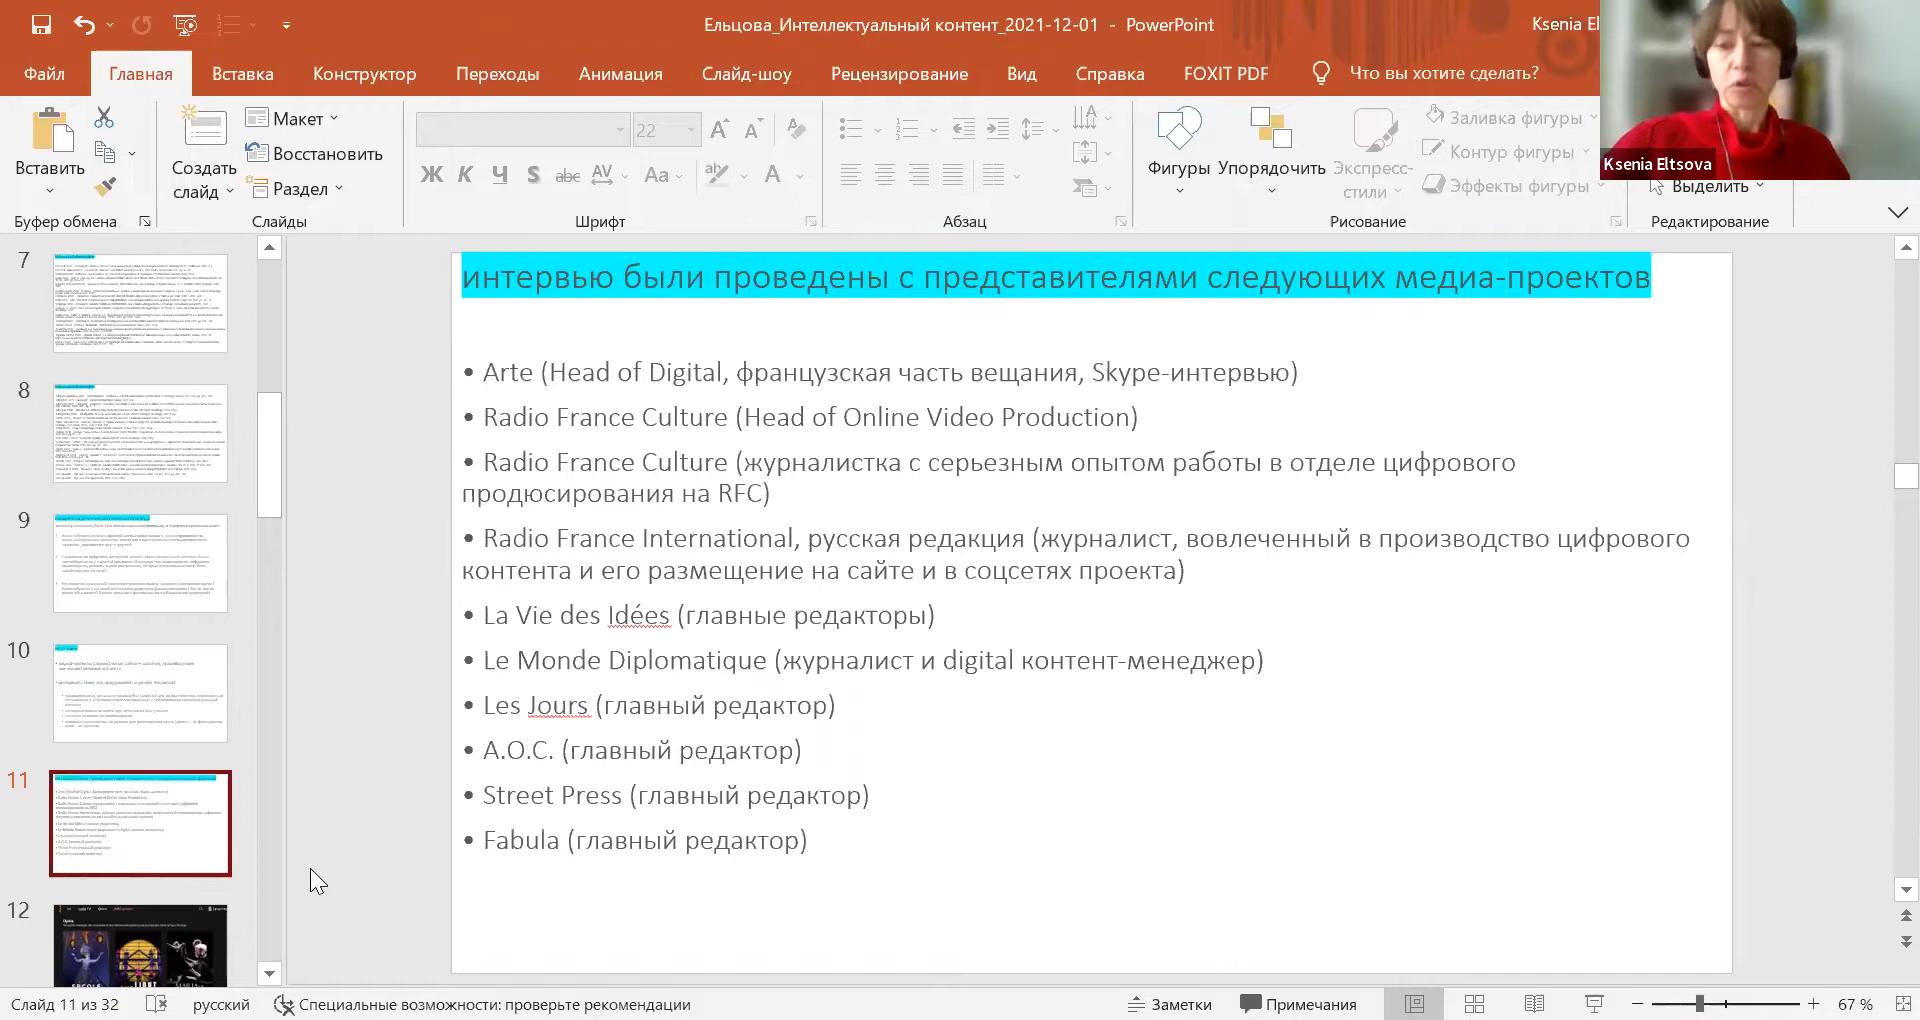 Ельцова_Интеллектуальный контент_2021-12-01 - PowerPoint
Ksenia El
Файл Главная Вставка Конструктор Переходы Анимация Слайд-шоу Рецензирование Вид Справка FOXIT PDF Что вы хотите сделать?
Ksenia Eltsova
Вставить
Буфер обмена
Создать слайд
Макет
Восстановить
Раздел
Слайды
22
Ж К Ч S abc AV Aa A
Шрифт
Абзац
Фигуры
Упорядочить
Экспресс-стили
Заливка фигуры
Контур фигуры
Эффекты фигуры
Рисование
Выделить
Редактирование
7
8
9
10
11
12
интервью были проведены с представителями следующих медиа-проектов
• Arte (Head of Digital, французская часть вещания, Skype-интервью)
• Radio France Culture (Head of Online Video Production)
• Radio France Culture (журналистка с серьезным опытом работы в отделе цифрового
продюсирования на RFC)
• Radio France International, русская редакция (журналист, вовлеченный в производство цифрового
контента и его размещение на сайте и в соцсетях проекта)
• La Vie des Idées (главные редакторы)
• Le Monde Diplomatique (журналист и digital контент-менеджер)
• Les Jours (главный редактор)
• A.O.C. (главный редактор)
• Street Press (главный редактор)
• Fabula (главный редактор)
Слайд 11 из 32 русский Специальные возможности: проверьте рекомендации Заметки Примечания 67 %